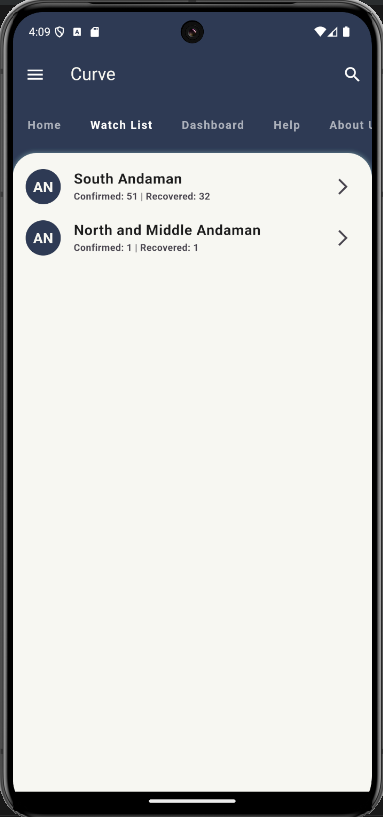 4:09
Curve
Home Watch List Dashboard Help About U
AN South Andaman
Confirmed: 51 | Recovered: 32
AN North and Middle Andaman
Confirmed: 1 | Recovered: 1